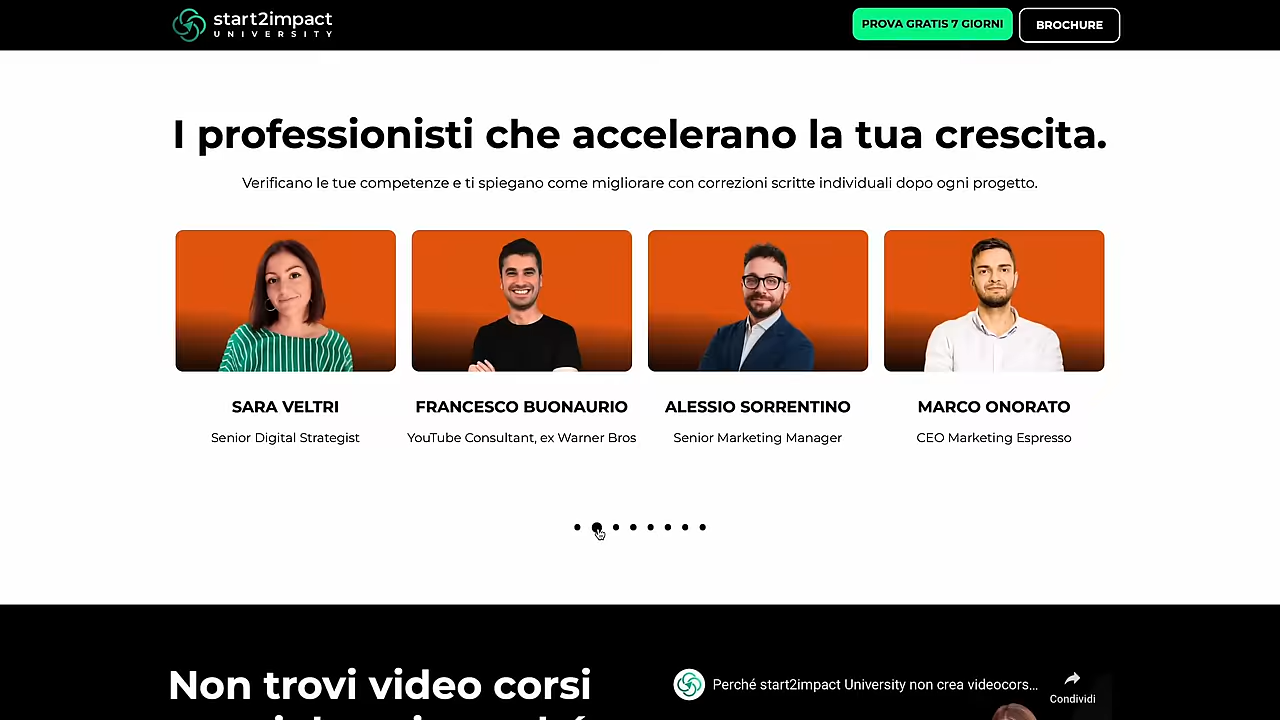 start2impact
UNIVERSITY
PROVA GRATIS 7 GIORNI
BROCHURE
I professionisti che accelerano la tua crescita.
Verificano le tue competenze e ti spiegano come migliorare con correzioni scritte individuali dopo ogni progetto.
SARA VELTRI
Senior Digital Strategist
FRANCESCO BUONAURIO
YouTube Consultant, ex Warner Bros
ALESSIO SORRENTINO
Senior Marketing Manager
MARCO ONORATO
CEO Marketing Espresso
Non trovi video corsi
Perché start2impact University non crea videocors...
Condividi